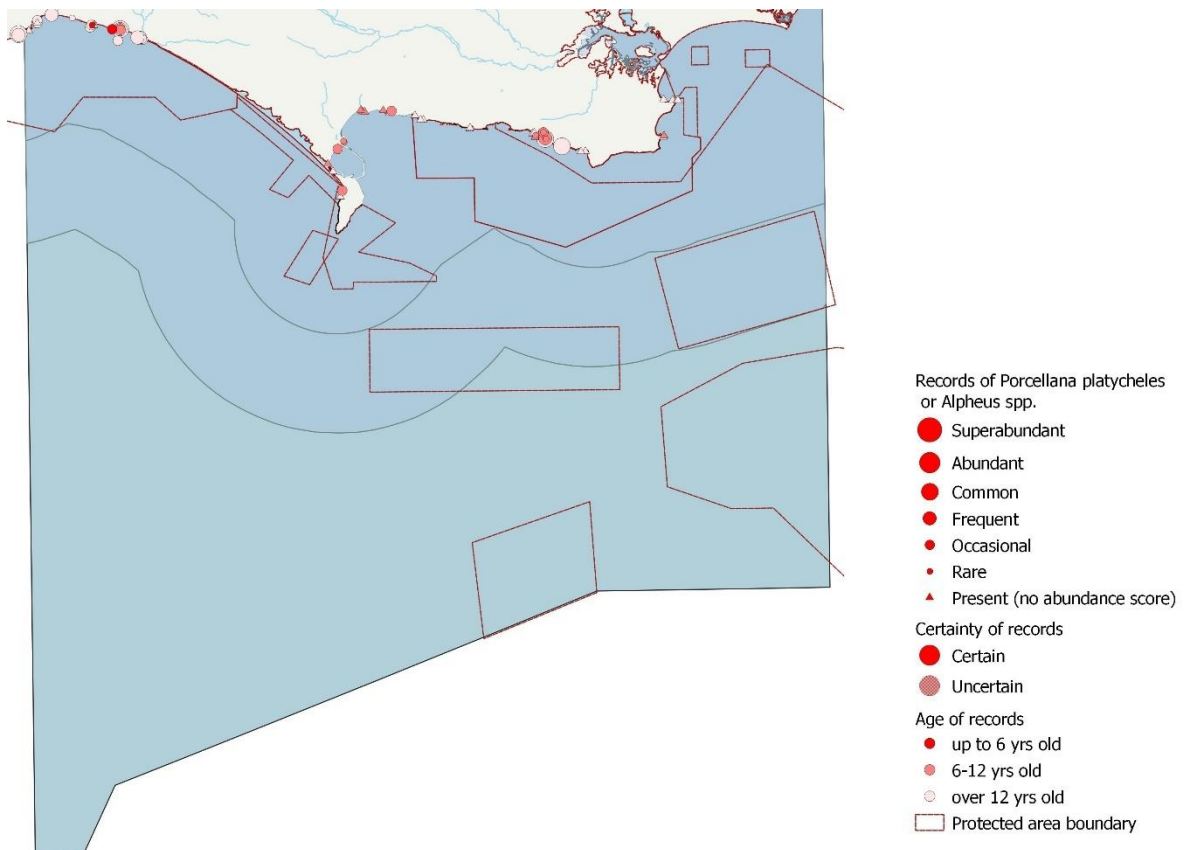 Records of Porcellana platycheles
or Alpheus spp.
Superabundant
Abundant
Common
Frequent
Occasional
Rare
Present (no abundance score)
Certainty of records
Certain
Uncertain
Age of records
up to 6 yrs old
6-12 yrs old
over 12 yrs old
Protected area boundary